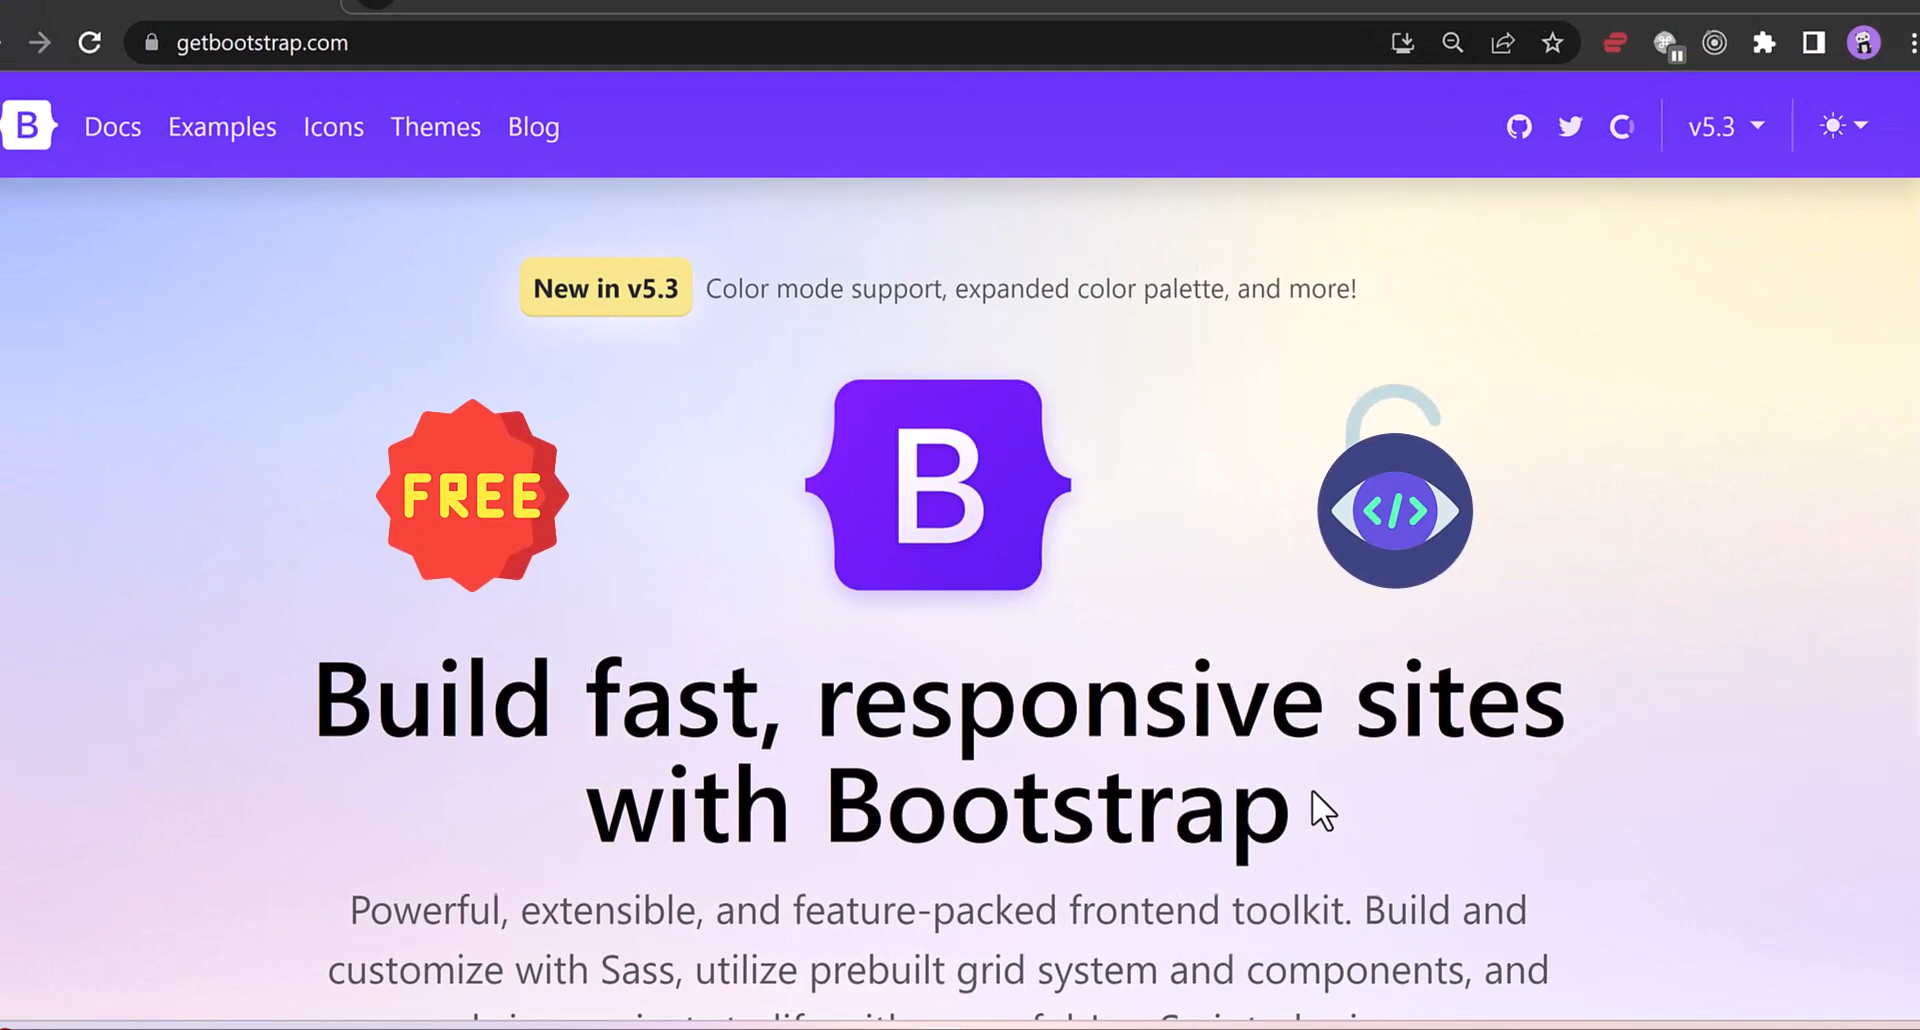 getbootstrap.com
B Docs Examples Icons Themes Blog v5.3
New in v5.3 Color mode support, expanded color palette, and more!
FREE B </>
Build fast, responsive sites
with Bootstrap
Powerful, extensible, and feature-packed frontend toolkit. Build and
customize with Sass, utilize prebuilt grid system and components, and